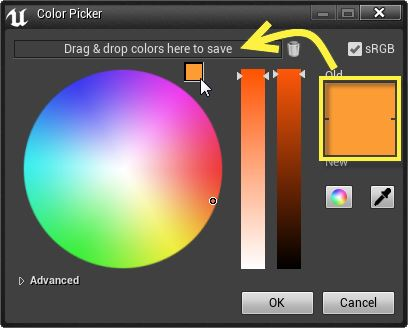 Color Picker
Drag & drop colors here to save
sRGB
Old
New
Advanced
OK
Cancel